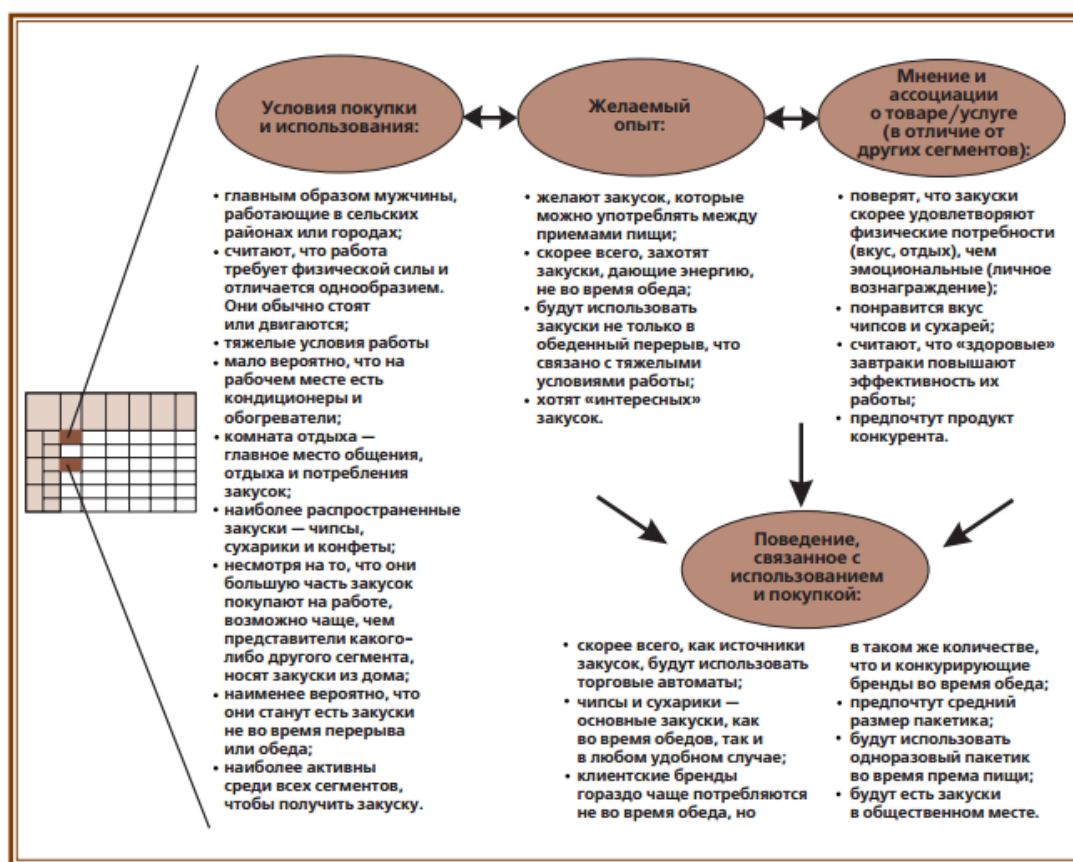 Условия покупки
и использования:
• главным образом мужчины,
работающие в сельских
районах или городах;
• считают, что работа
требует физической силы и
отличается однообразием.
Они обычно стоят
или двигаются;
• тяжелые условия работы
• мало вероятно, что на
рабочем месте есть
кондиционеры и
обогреватели;
• комната отдыха —
главное место общения,
отдыха и потребления
закусок;
• наиболее распространенные
закуски — чипсы,
сухарики и конфеты;
• несмотря на то, что они
большую часть закусок
покупают на работе,
возможно чаще, чем
представители какого-
либо другого сегмента,
носят закуски из дома;
• наименее вероятно, что
они станут есть закуски
не во время перерыва
или обеда;
• наиболее активны
среди всех сегментов,
чтобы получить закуску.
Желаемый
опыт:
• желают закусок, которые
можно употреблять между
приемами пищи;
• скорее всего, захотят
закуски, дающие энергию,
не во время обеда;
• будут использовать
закуски не только в
обеденный перерыв, что
связано с тяжелыми
условиями работы;
• хотят «интересных»
закусок.
Мнение и
ассоциации
о товаре/услуге
(в отличие от
других сегментов):
• поверят, что закуски
скорее удовлетворяют
физические потребности
(вкус, отдых), чем
эмоциональные (личное
вознаграждение);
• понравится вкус
чипсов и сухарей;
• считают, что «здоровые»
завтраки повышают
эффективность их
работы;
• предпочтут продукт
конкурента.
Поведение,
связанное с
использованием
и покупкой:
• скорее всего, как источники
закусок, будут использовать
торговые автоматы;
• чипсы и сухарики —
основные закуски, как
во время обедов, так и
в любом удобном случае;
• клиентские бренды
гораздо чаще потребляются
не во время обеда, но
в таком же количестве,
что и конкурирующие
бренды во время обеда;
• предпочтут средний
размер пакетика;
• будут использовать
одноразовый пакетик
во время према пищи;
• будут есть закуски
в общественном месте.